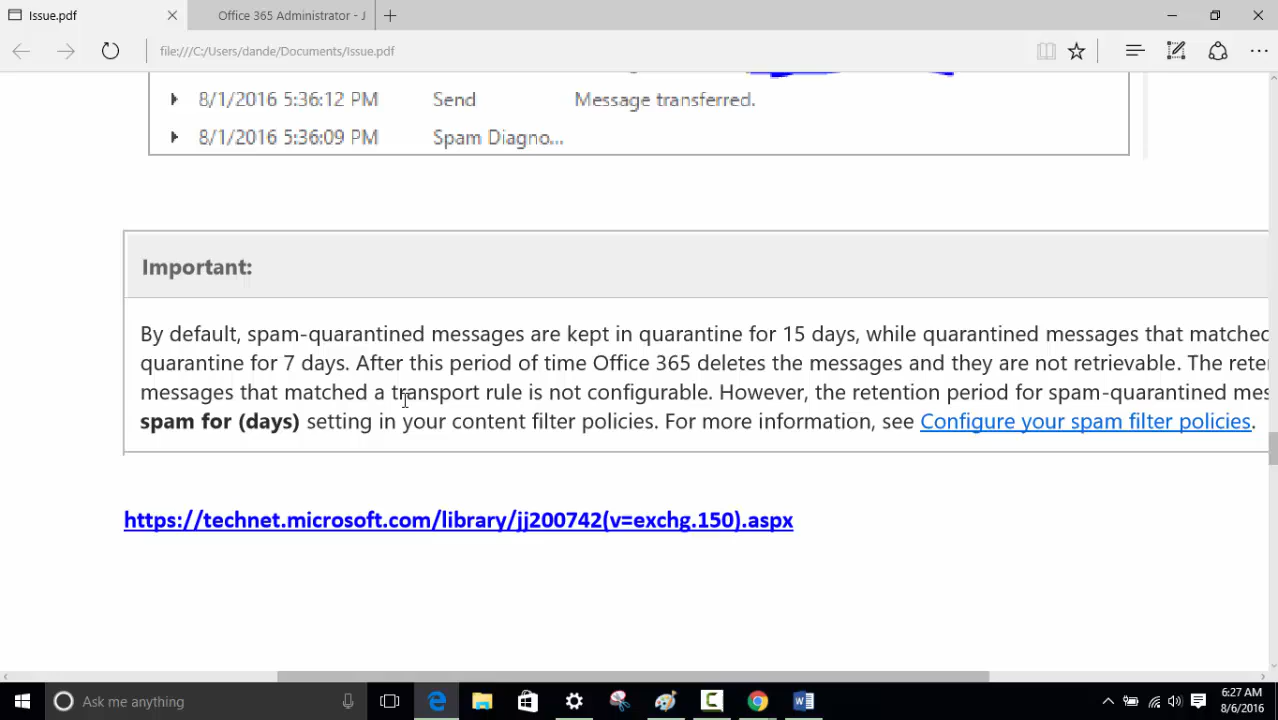 Issue.pdf
Office 365 Administrator - J
file:///C:/Users/dande/Documents/Issue.pdf
8/1/2016 5:36:12 PM Send Message transferred.
8/1/2016 5:36:09 PM Spam Diagno...
Important:
By default, spam-quarantined messages are kept in quarantine for 15 days, while quarantined messages that matched
quarantine for 7 days. After this period of time Office 365 deletes the messages and they are not retrievable. The rete
messages that matched a transport rule is not configurable. However, the retention period for spam-quarantined mes
spam for (days) setting in your content filter policies. For more information, see Configure your spam filter policies.
https://technet.microsoft.com/library/jj200742(v=exchg.150).aspx
Ask me anything
6:27 AM
8/6/2016